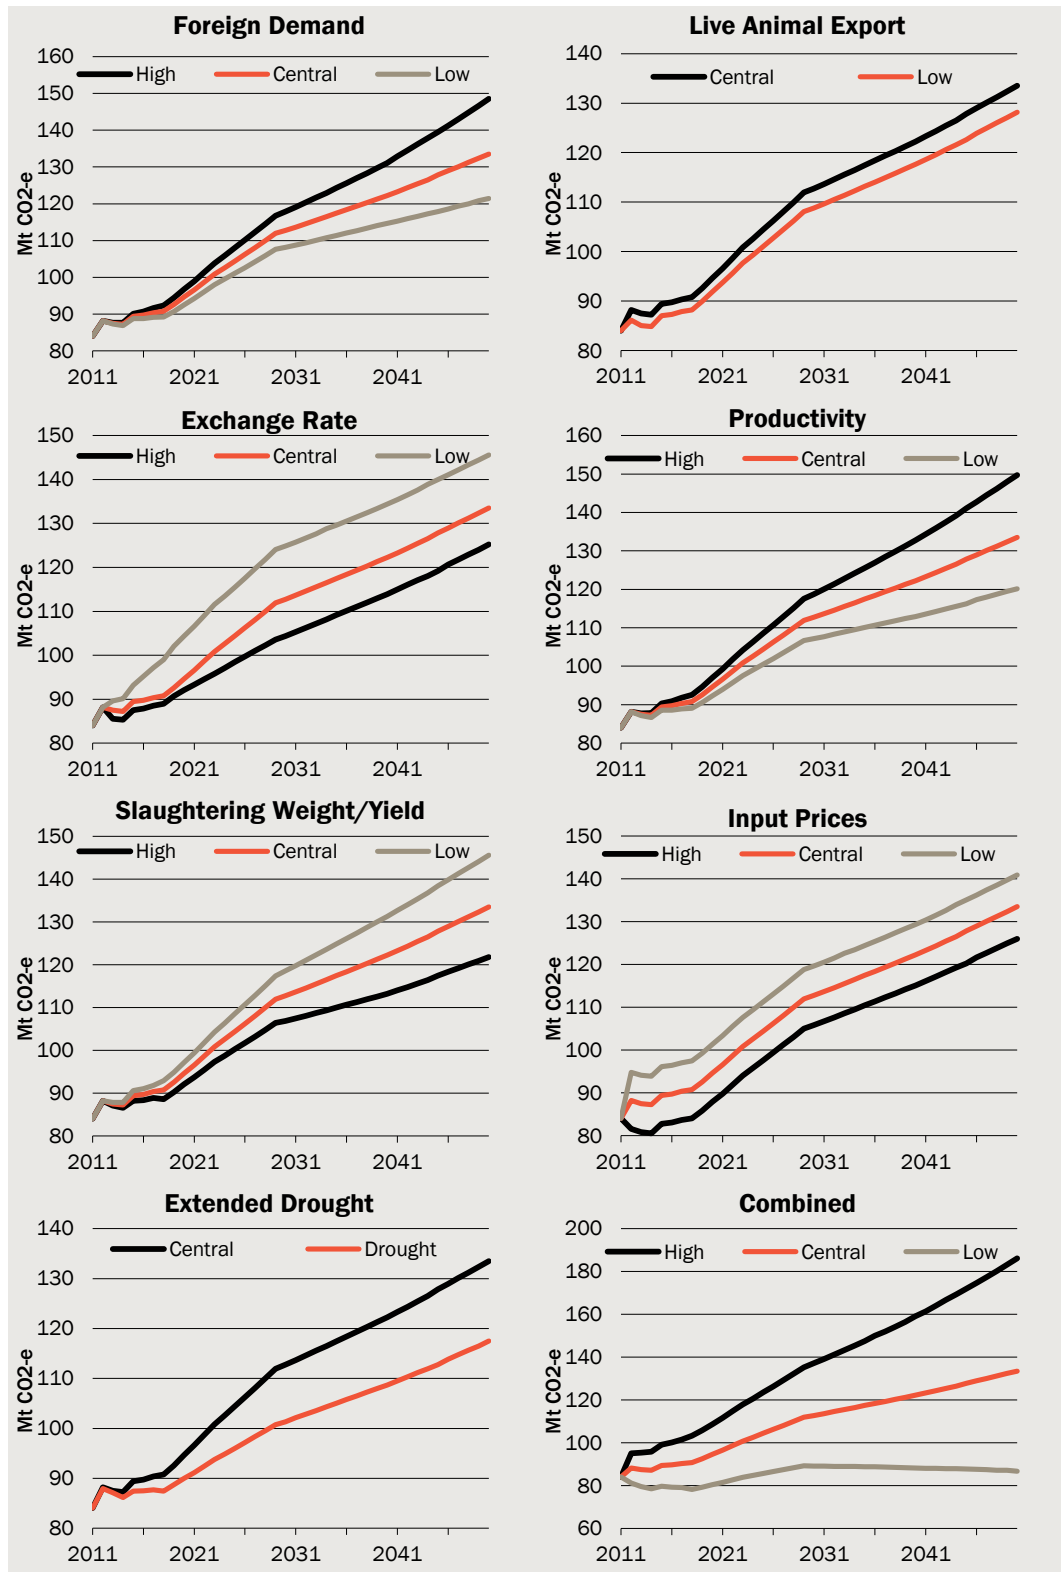 Foreign Demand
160
High Central Low
150
140
130
120
110
100
90
80
Mt CO2-e
2011 2021 2031 2041
Live Animal Export
140
Central Low
130
120
110
100
90
80
Mt CO2-e
2011 2021 2031 2041
Exchange Rate
150
High Central Low
140
130
120
110
100
90
80
Mt CO2-e
2011 2021 2031 2041
Productivity
160
High Central Low
150
140
130
120
110
100
90
80
Mt CO2-e
2011 2021 2031 2041
Slaughtering Weight/Yield
150
High Central Low
140
130
120
110
100
90
80
Mt CO2-e
2011 2021 2031 2041
Input Prices
150
High Central Low
140
130
120
110
100
90
80
Mt CO2-e
2011 2021 2031 2041
Extended Drought
140
Central Drought
130
120
110
100
90
80
Mt CO2-e
2011 2021 2031 2041
Combined
200
High Central Low
180
160
140
120
100
80
60
Mt CO2-e
2011 2021 2031 2041